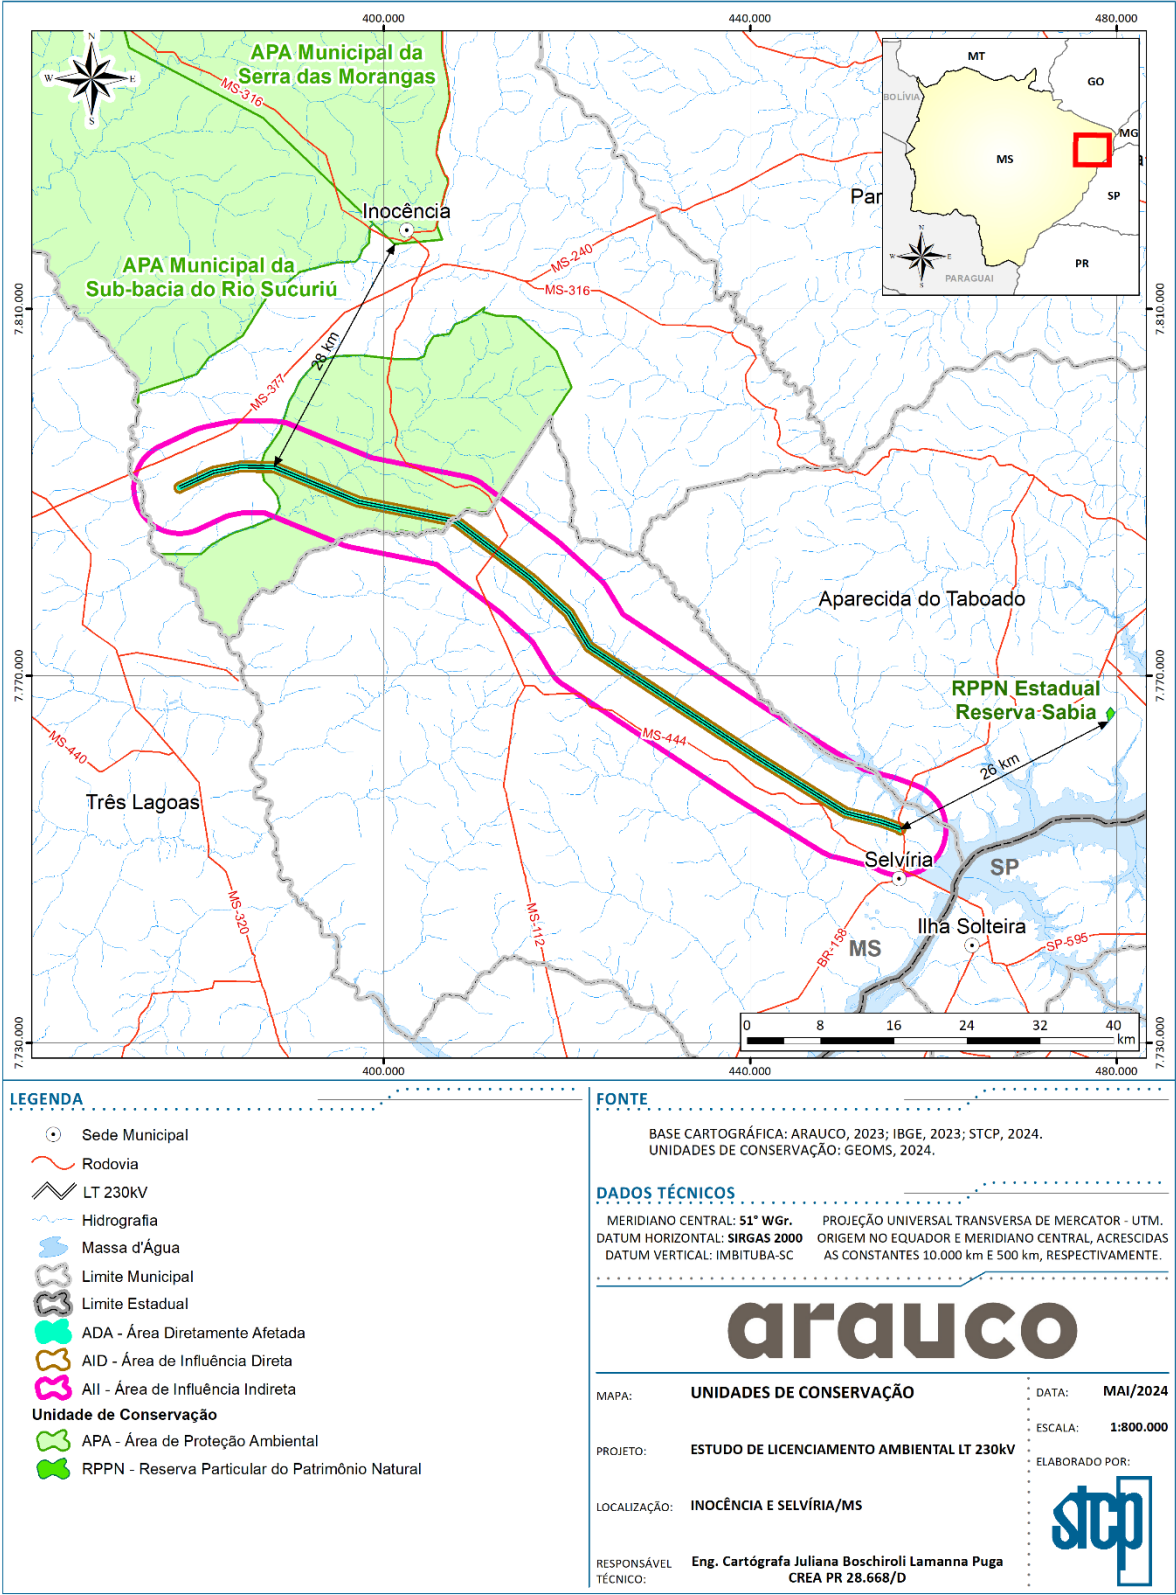 400.000
440.000
480.000
APA Municipal da
Serra das Morangas
N
W
E
S
MS-316
Inocência
APA Municipal da
Sub-bacia do Rio Sucuriú
MS-240
MS-316
28 km
MS-377
Par
MT
GO
BOLÍVIA
MG
MS
SP
PR
PARAGUAI
N
W
E
S
7.810.000
7.810.000
Aparecida do Taboado
7.770.000
7.770.000
RPPN Estadual
Reserva Sabia
26 km
MS-444
MS-440
Três Lagoas
Selvíria
SP
MS-320
MS-112
Ilha Solteira
BR-158
MS
SP-595
0 8 16 24 32 40
km
7.730.000
7.730.000
400.000
440.000
480.000
LEGENDA
Sede Municipal
Rodovia
LT 230kV
Hidrografia
Massa d'Água
Limite Municipal
Limite Estadual
ADA - Área Diretamente Afetada
AID - Área de Influência Direta
AII - Área de Influência Indireta
Unidade de Conservação
APA - Área de Proteção Ambiental
RPPN - Reserva Particular do Patrimônio Natural
FONTE
BASE CARTOGRÁFICA: ARAUCO, 2023; IBGE, 2023; STCP, 2024.
UNIDADES DE CONSERVAÇÃO: GEOMS, 2024.
DADOS TÉCNICOS
MERIDIANO CENTRAL: 51° WGr.
DATUM HORIZONTAL: SIRGAS 2000
DATUM VERTICAL: IMBITUBA-SC
PROJEÇÃO UNIVERSAL TRANSVERSA DE MERCATOR - UTM.
ORIGEM NO EQUADOR E MERIDIANO CENTRAL, ACRESCIDAS
AS CONSTANTES 10.000 km E 500 km, RESPECTIVAMENTE.
arauco
MAPA: UNIDADES DE CONSERVAÇÃO
DATA: MAI/2024
ESCALA: 1:800.000
PROJETO: ESTUDO DE LICENCIAMENTO AMBIENTAL LT 230kV
ELABORADO POR:
stcp
LOCALIZAÇÃO: INOCÊNCIA E SELVÍRIA/MS
RESPONSÁVEL
TÉCNICO:
Eng. Cartógrafa Juliana Boschiroli Lamanna Puga
CREA PR 28.668/D